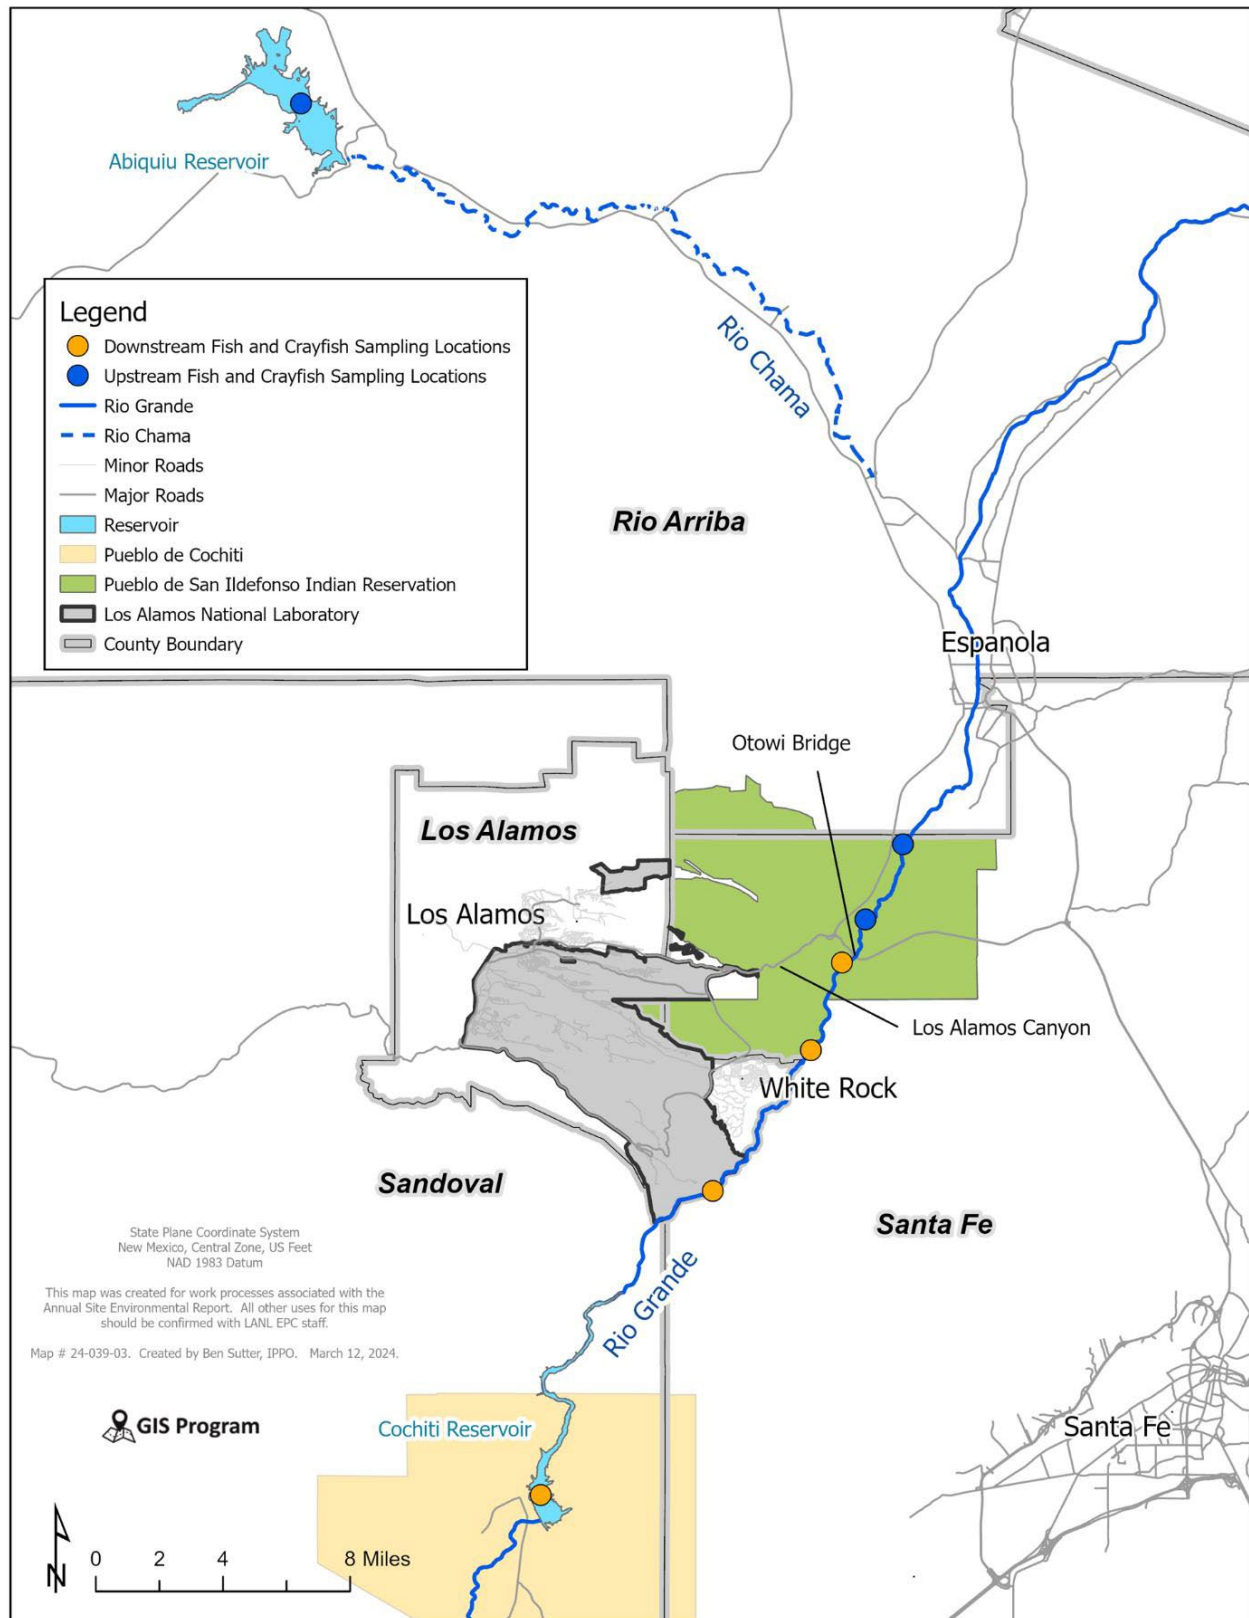 Abiquiu Reservoir
Legend
Downstream Fish and Crayfish Sampling Locations
Upstream Fish and Crayfish Sampling Locations
Rio Grande
Rio Chama
Minor Roads
Major Roads
Reservoir
Pueblo de Cochiti
Pueblo de San Ildefonso Indian Reservation
Los Alamos National Laboratory
County Boundary
Rio Chama
Rio Arriba
Espanola
Otowi Bridge
Los Alamos
Los Alamos
Los Alamos Canyon
White Rock
Sandoval
Santa Fe
State Plane Coordinate System
New Mexico, Central Zone, US Feet
NAD 1983 Datum
This map was created for work processes associated with the
Annual Site Environmental Report. All other uses for this map
should be confirmed with LANL EPC staff.
Map # 24-039-03. Created by Ben Sutter, IPPO. March 12, 2024.
Rio Grande
GIS Program
Cochiti Reservoir
Santa Fe
N
0 2 4 8 Miles